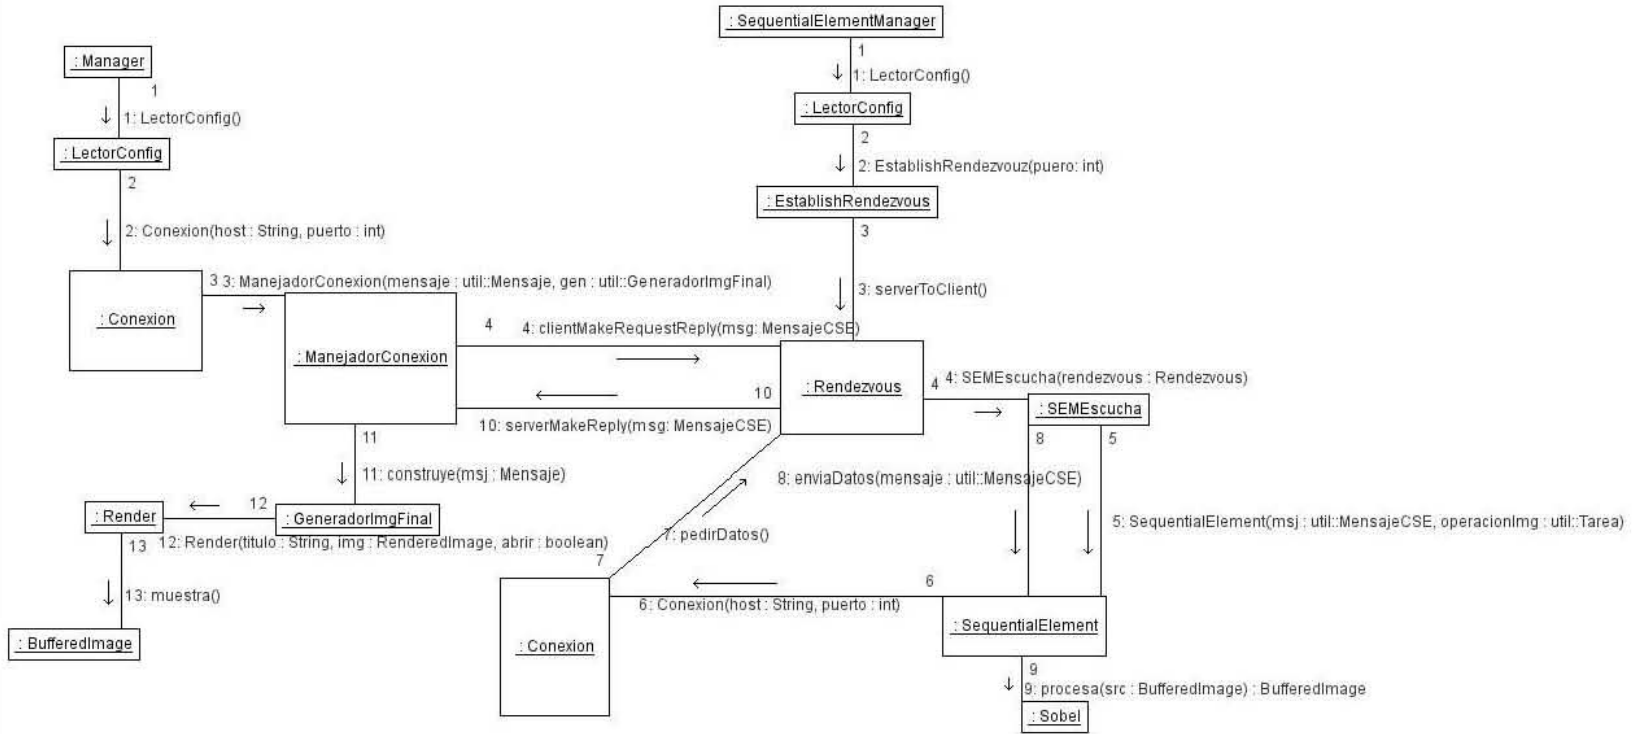 : SequentialElementManager
1
1: LectorConfig()
: Manager
1
1: LectorConfig()
: LectorConfig
2
2: EstablishRendezvouz(puero: int)
: LectorConfig
2
2: Conexion(host : String, puerto : int)
: EstablishRendezvous
3
3: serverToClient()
: Conexion
3
3: ManejadorConexion(mensaje : util::Mensaje, gen : util::GeneradorImgFinal)
: ManejadorConexion
4
4: clientMakeRequestReply(msg: MensajeCSE)
: Rendezvous
4
4: SEMEscucha(rendezvous : Rendezvous)
: SEMEscucha
10
10: serverMakeReply(msg: MensajeCSE)
8
5
11
11: construye(msj : Mensaje)
8: enviaDatos(mensaje : util::MensajeCSE)
: Render
12
: GeneradorImgFinal
5: SequentialElement(msj : util::MensajeCSE, operacionImg : util::Tarea)
13
12: Render(titulo : String, img : RenderedImage, abrir : boolean)
7: pedirDatos()
7
13: muestra()
6
6: Conexion(host : String, puerto : int)
: BufferedImage
: Conexion
: SequentialElement
9
9: procesa(src : BufferedImage) : BufferedImage
: Sobel